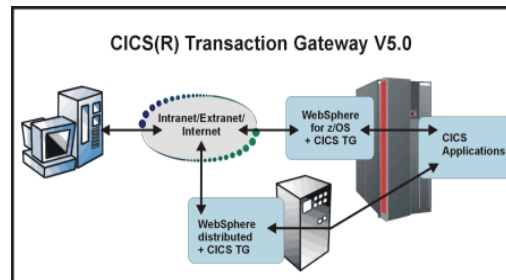 CICS(R) Transaction Gateway V5.0
Intranet/Extranet/
Internet
WebSphere
for z/OS
+ CICS TG
CICS
Applications
WebSphere
distributed
+ CICS TG